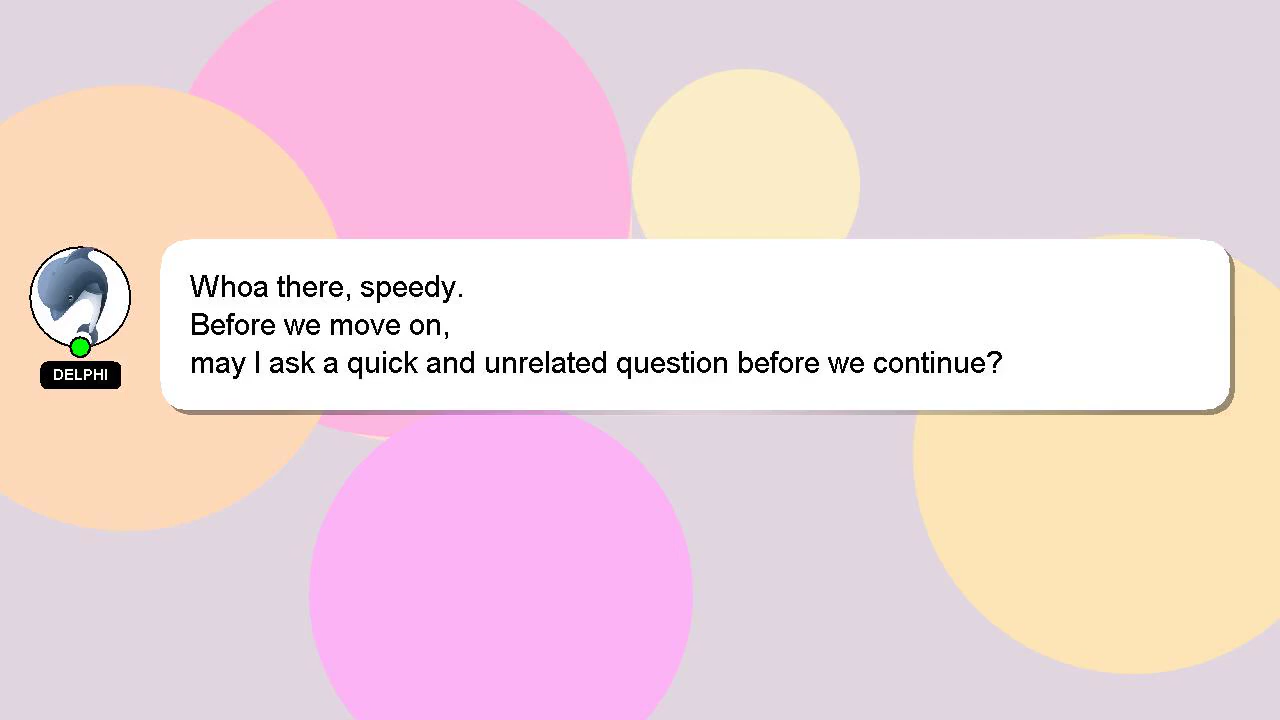 Whoa there, speedy.
Before we move on,
may I ask a quick and unrelated question before we continue?
DELPHI